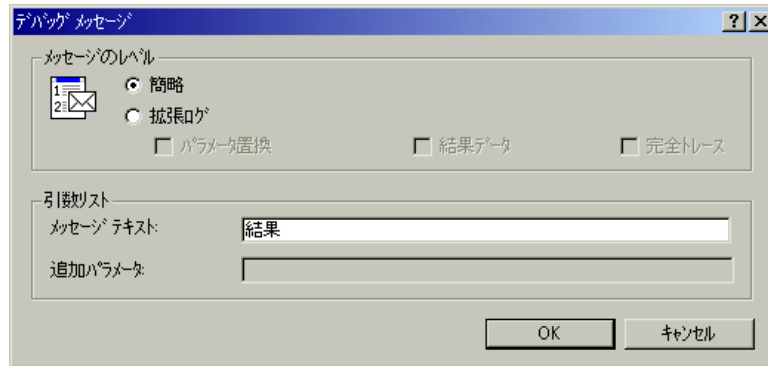 ﾃﾞﾊﾞｯｸﾞ ﾒｯｾｰｼﾞ
ﾒｯｾｰｼﾞのﾚﾍﾞﾙ
簡略
拡張ﾛｸﾞ
ﾊﾟﾗﾒｰﾀ置換 結果ﾃﾞｰﾀ 完全ﾄﾚｰｽ
引数ﾘｽﾄ
ﾒｯｾｰｼﾞ ﾃｷｽﾄ: 結果
追加ﾊﾟﾗﾒｰﾀ:
OK ｷｬﾝｾﾙ